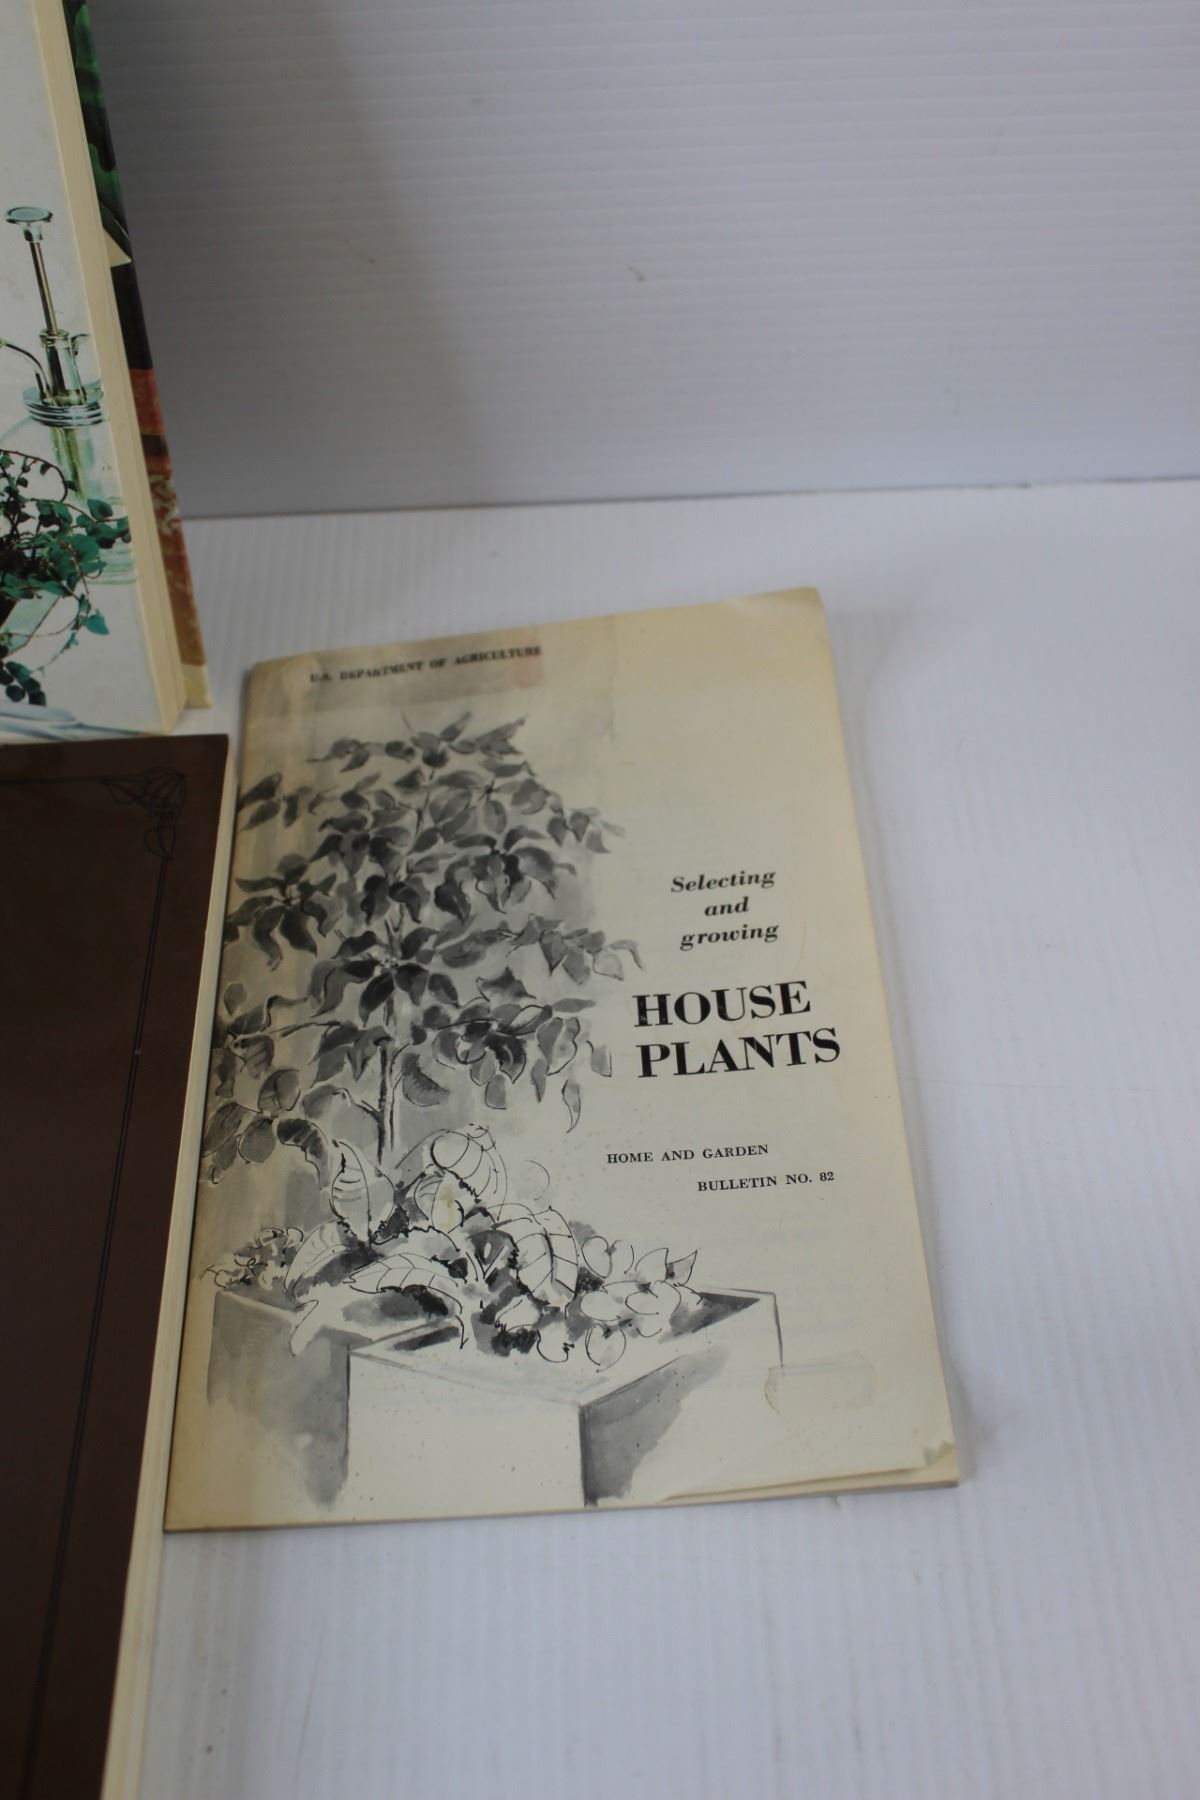 U.S. DEPARTMENT OF AGRICULTURE
Selecting
and
growing
HOUSE
PLANTS
HOME AND GARDEN
BULLETIN NO. 82